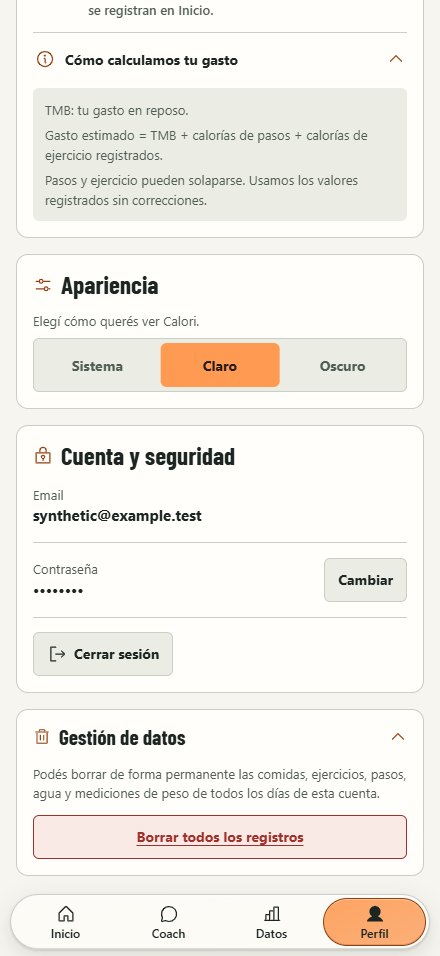 se registran en Inicio.
Cómo calculamos tu gasto
TMB: tu gasto en reposo.
Gasto estimado = TMB + calorías de pasos + calorías de
ejercicio registrados.
Pasos y ejercicio pueden solaparse. Usamos los valores
registrados sin correcciones.
Apariencia
Elegí cómo querés ver Calori.
Sistema
Claro
Oscuro
Cuenta y seguridad
Email
synthetic@example.test
Contraseña
••••••••
Cambiar
Cerrar sesión
Gestión de datos
Podés borrar de forma permanente las comidas, ejercicios, pasos,
agua y mediciones de peso de todos los días de esta cuenta.
Borrar todos los registros
Inicio
Coach
Datos
Perfil